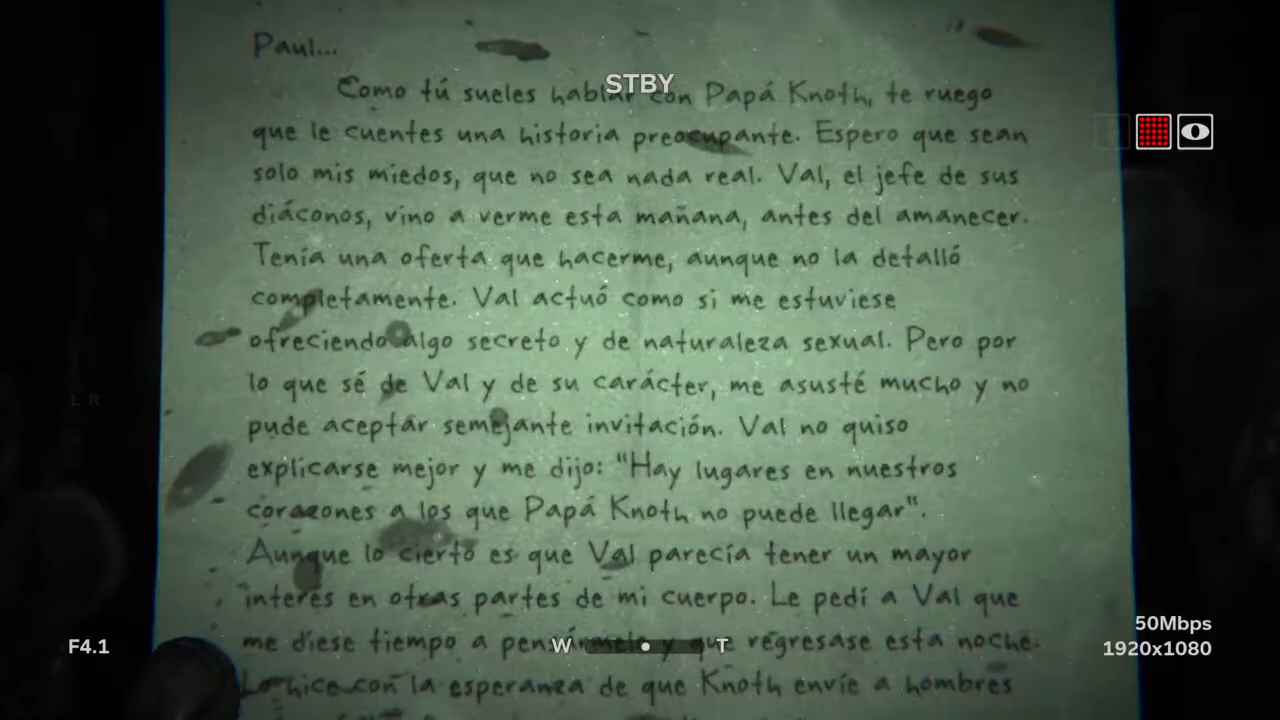 Paul...
STBY
Como tú sueles hablar con Papá Knoth, te ruego
que le cuentes una historia preocupante. Espero que sean
solo mis miedos, que no sea nada real. Val, el jefe de sus
diáconos, vino a verme esta mañana, antes del amanecer.
Tenía una oferta que hacerme, aunque no la detalló
completamente. Val actuó como si me estuviese
ofreciendo algo secreto y de naturaleza sexual. Pero por
L R
lo que sé de Val y de su carácter, me asusté mucho y no
pude aceptar semejante invitación. Val no quiso
explicarse mejor y me dijo: "Hay lugares en nuestros
corazones a los que Papá Knoth no puede llegar".
Aunque lo cierto es que Val parecía tener un mayor
interés en otras partes de mi cuerpo. Le pedí a Val que
me diese tiempo a pensármelo y que regresase esta noche.
Lo hice con la esperanza de que Knoth envíe a hombres
50Mbps
1920x1080
F4.1
W T